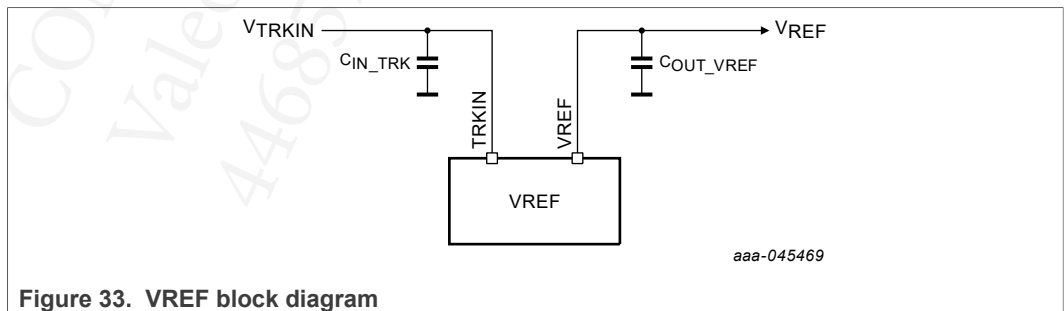 VTRKIN
VREF
CIN_TRK
COUT_VREF
TRKIN
VREF
VREF
aaa-045469
Figure 33. VREF block diagram